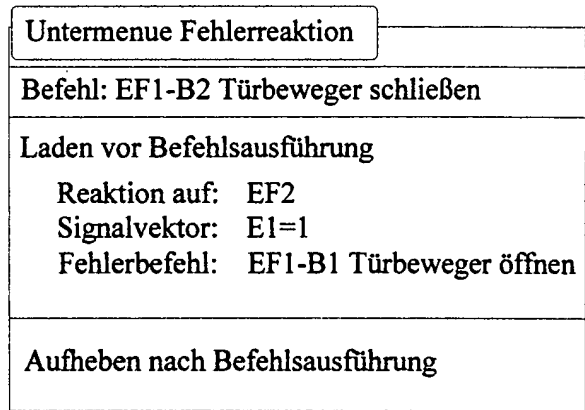 Untermenue Fehlerreaktion
Befehl: EF1-B2 Türbeweger schließen
Laden vor Befehlsausführung
Reaktion auf: EF2
Signalvektor: E1=1
Fehlerbefehl: EF1-B1 Türbeweger öffnen
Aufheben nach Befehlsausführung